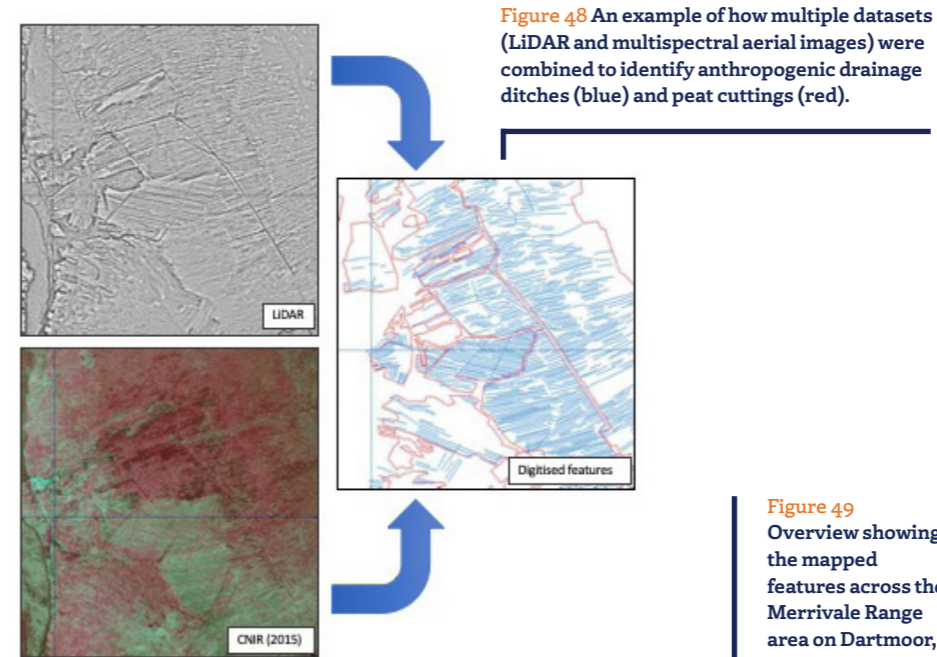 Figure 48 An example of how multiple datasets
(LiDAR and multispectral aerial images) were
combined to identify anthropogenic drainage
ditches (blue) and peat cuttings (red).
LiDAR
Digitised features
CNIR (2015)
Figure 49
Overview showing
the mapped
features across the
Merrivale Range
area on Dartmoor,